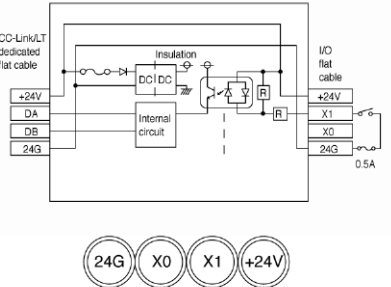 CC-Link/LT
dedicated
flat cable
Insulation
I/O
flat
cable
DC DC
R
+24V
+24V
DA
Internal
circuit
R
X1
DB
X0
24G
24G
0.5A
24G X0 X1 +24V